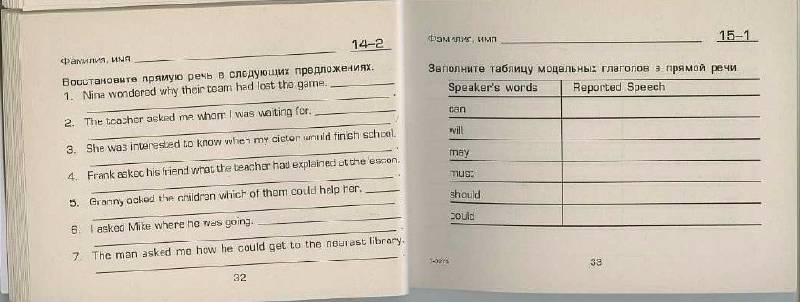 14-2
Фамилия, имя
Восстановите прямую речь в следующих предложениях.
1. Nina wondered why their team had lost the game.
2. The teacher asked me whom I was waiting for.
3. She was interested to know when my sister would finish school.
4. Frank asked his friend what the teacher had explained at the lesson.
5. Granny asked the children which of them could help her.
6. I asked Mike where he was going.
7. The man asked me how he could get to the nearest library.
32
15-1
Фамилия, имя
Заполните таблицу модальных глаголов в прямой речи.
Speaker's words Reported Speech
can
will
may
must
should
could
33